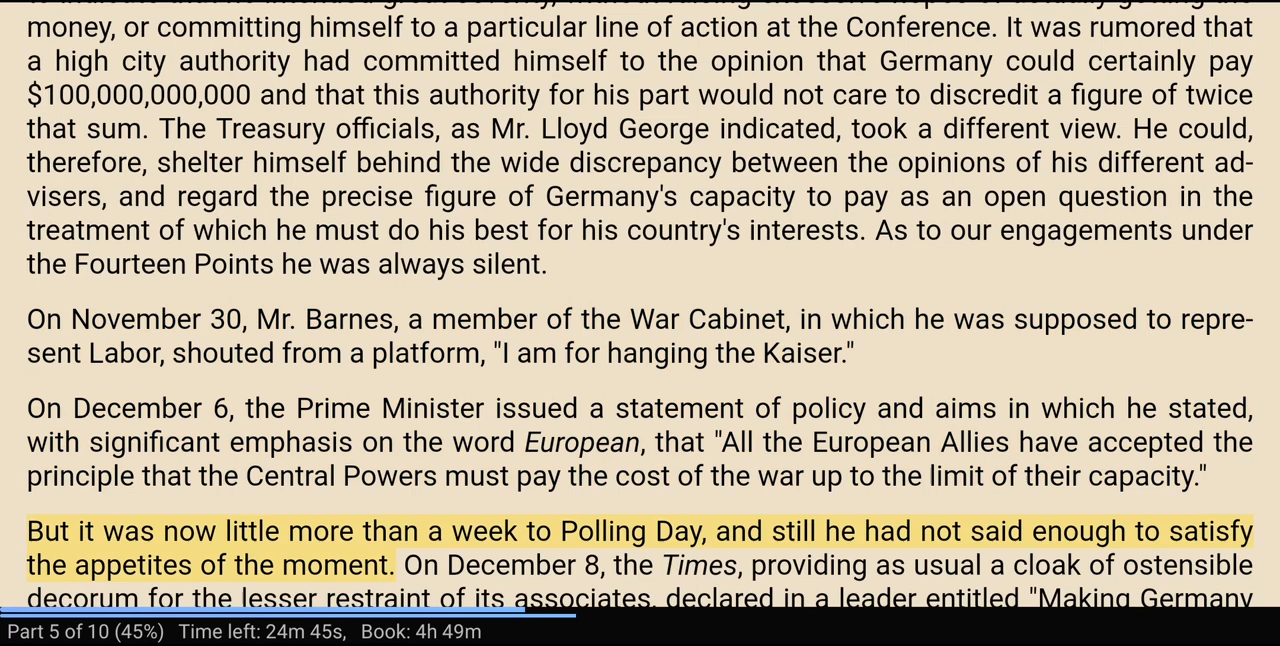 money, or committing himself to a particular line of action at the Conference. It was rumored that
a high city authority had committed himself to the opinion that Germany could certainly pay
$100,000,000,000 and that this authority for his part would not care to discredit a figure of twice
that sum. The Treasury officials, as Mr. Lloyd George indicated, took a different view. He could,
therefore, shelter himself behind the wide discrepancy between the opinions of his different ad-
visers, and regard the precise figure of Germany's capacity to pay as an open question in the
treatment of which he must do his best for his country's interests. As to our engagements under
the Fourteen Points he was always silent.
On November 30, Mr. Barnes, a member of the War Cabinet, in which he was supposed to repre-
sent Labor, shouted from a platform, "I am for hanging the Kaiser."
On December 6, the Prime Minister issued a statement of policy and aims in which he stated,
with significant emphasis on the word European, that "All the European Allies have accepted the
principle that the Central Powers must pay the cost of the war up to the limit of their capacity."
But it was now little more than a week to Polling Day, and still he had not said enough to satisfy
the appetites of the moment. On December 8, the Times, providing as usual a cloak of ostensible
decorum for the lesser restraint of its associates, declared in a leader entitled "Making Germany
Part 5 of 10 (45%) Time left: 24m 45s, Book: 4h 49m